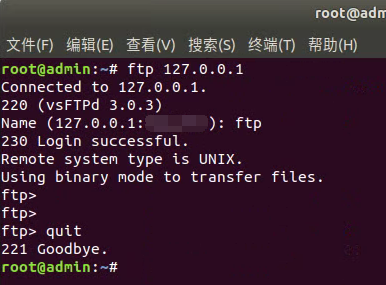 root@
文件(F) 编辑(E) 查看(V) 搜索(S) 终端(T) 帮助(H)
root@admin:~# ftp 127.0.0.1
Connected to 127.0.0.1.
220 (vsFTPd 3.0.3)
Name (127.0.0.1: ): ftp
230 Login successful.
Remote system type is UNIX.
Using binary mode to transfer files.
ftp>
ftp>
ftp> quit
221 Goodbye.
root@admin:~#